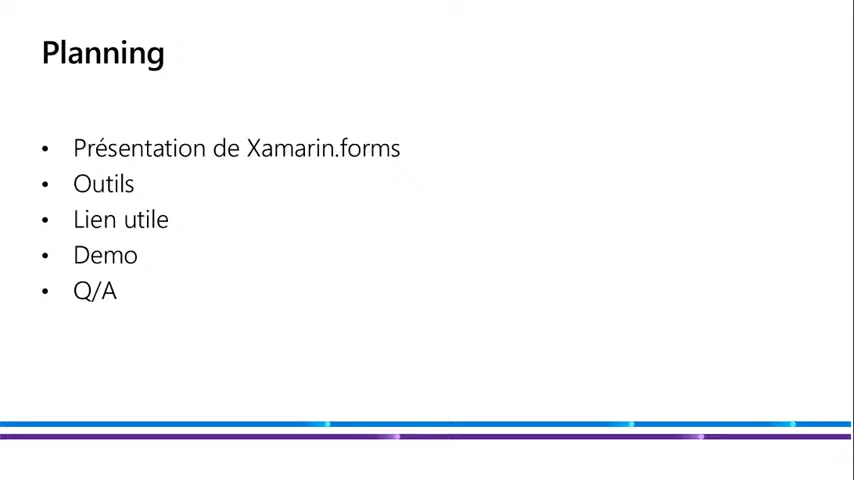 Planning
• Présentation de Xamarin.forms
• Outils
• Lien utile
• Demo
• Q/A